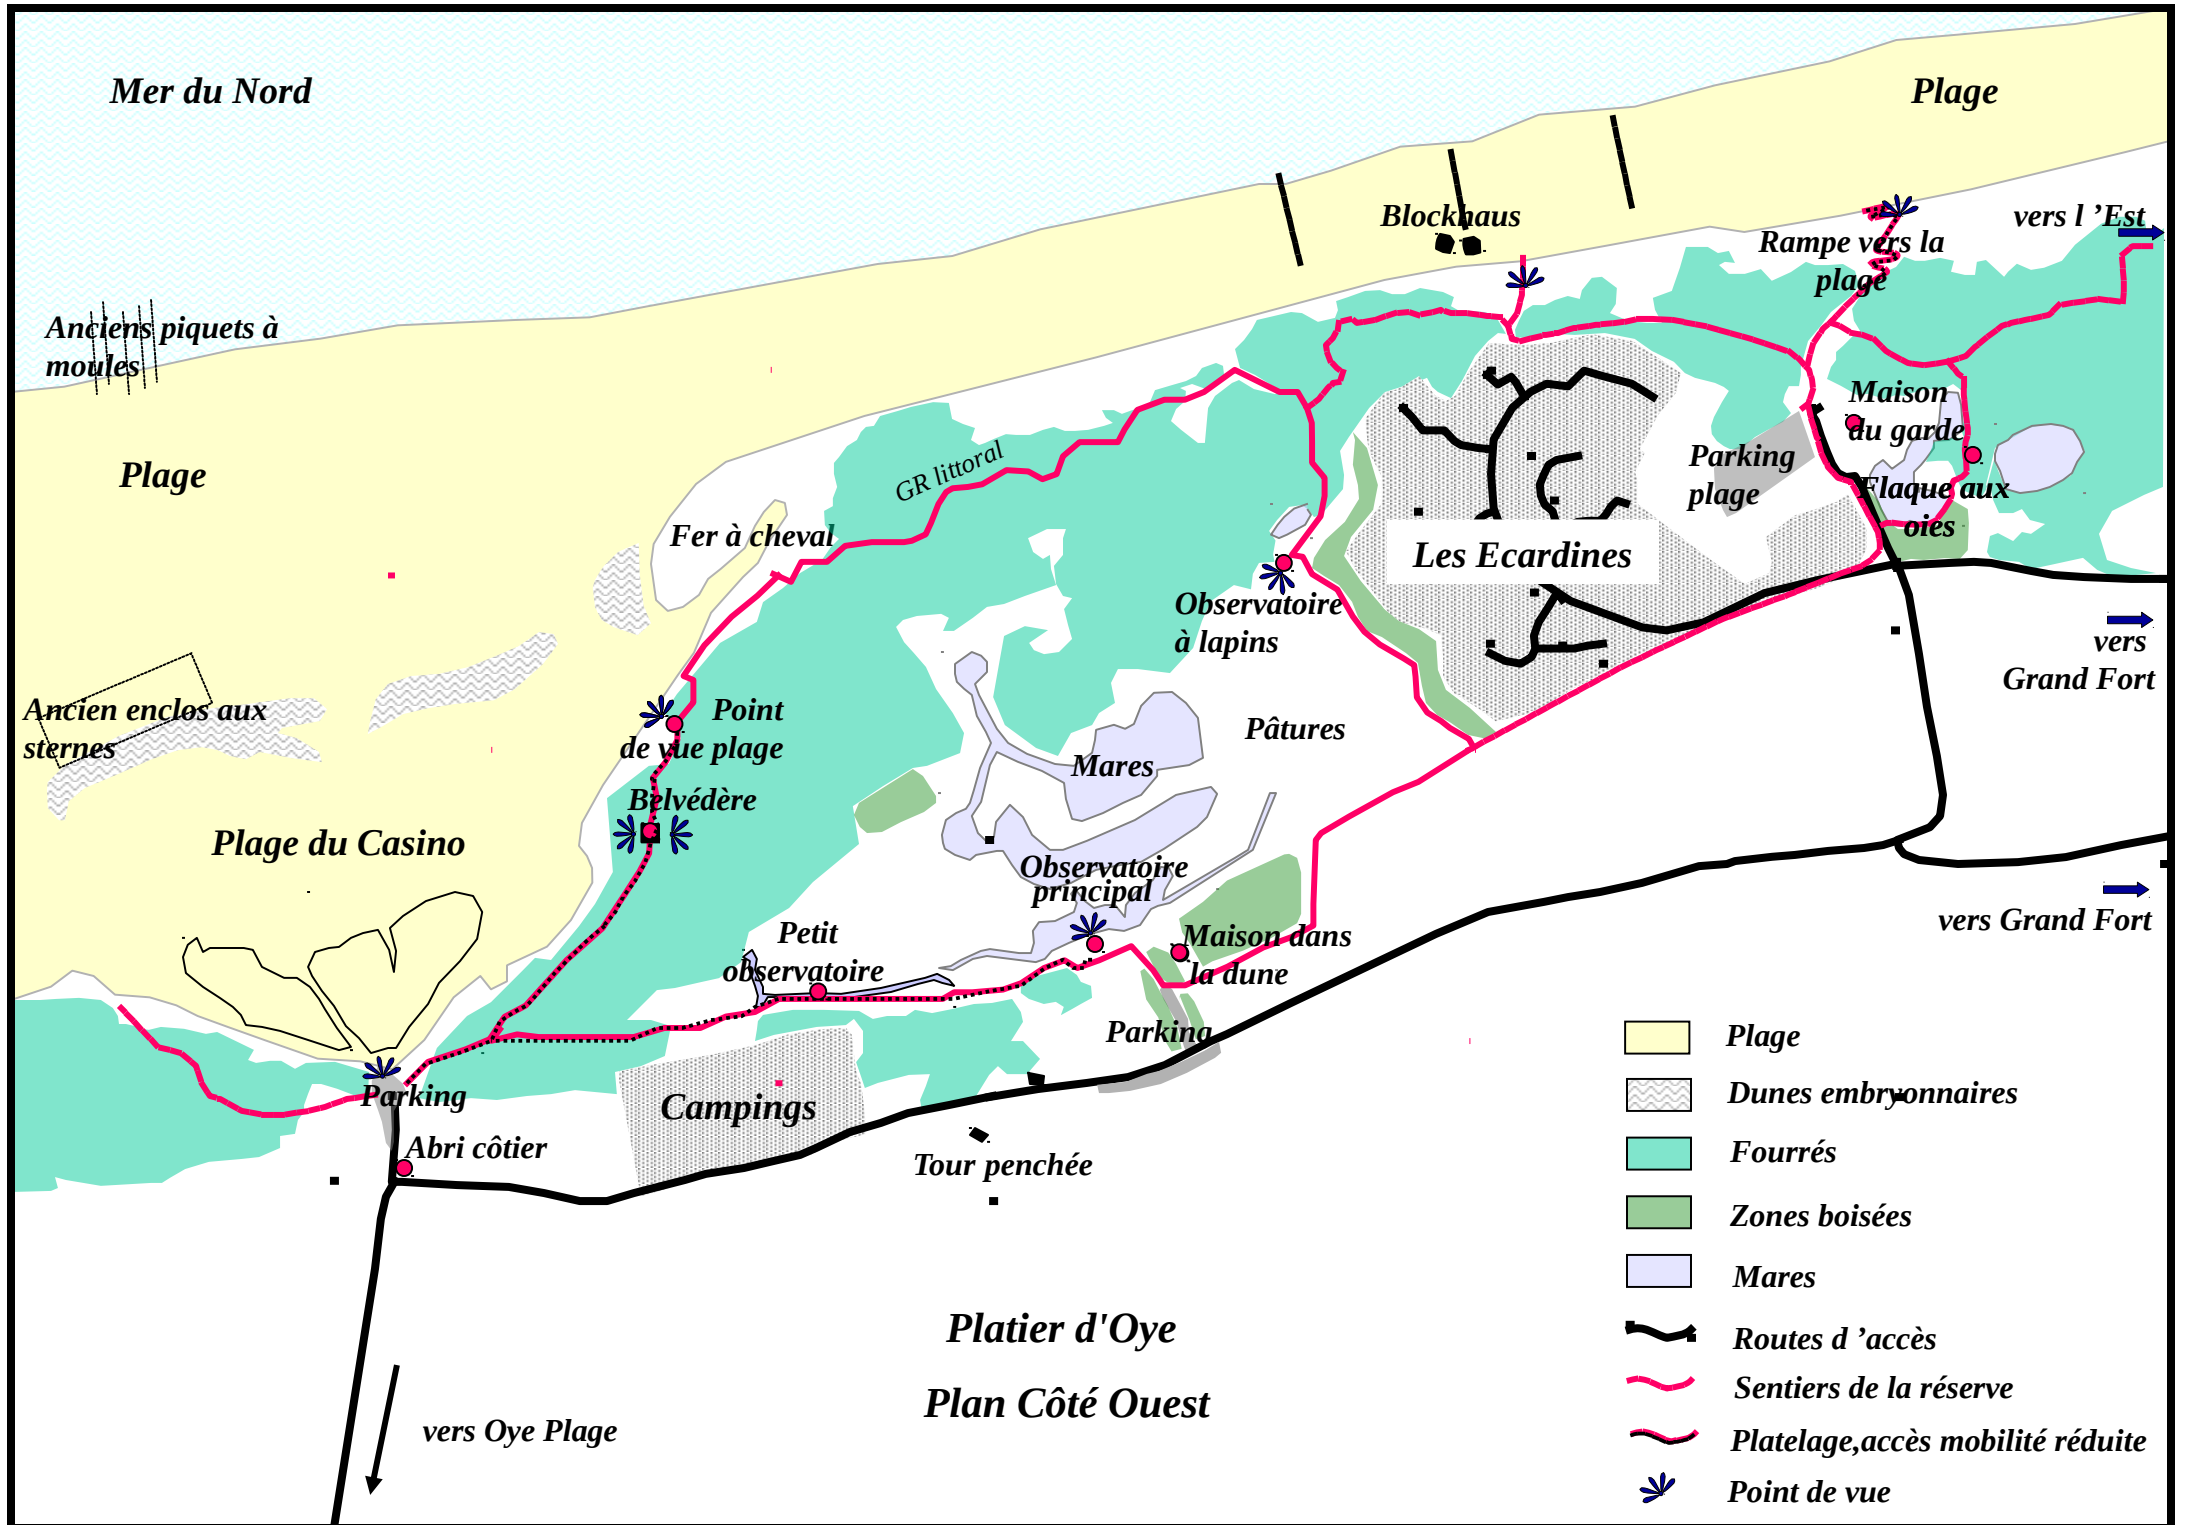 Mer du Nord
Plage
Blockhaus
vers l ’Est
Rampe vers la
plage
Anciens piquets à
moules
Maison
du garde
GR littoral
Parking
plage
Plage
Flaque aux
oies
Fer à cheval
Les Ecardines
Observatoire
à lapins
vers
Grand Fort
Ancien enclos aux
sternes
Point
de vue plage
Pâtures
Mares
Belvédère
Plage du Casino
Observatoire
principal
vers Grand Fort
Petit
observatoire
Maison dans
la dune
Parking
Parking
Campings
Abri côtier
Tour penchée
Plage
Dunes embryonnaires
Fourrés
Zones boisées
Mares
Routes d ’accès
Sentiers de la réserve
Platelage,accès mobilité réduite
Point de vue
Platier d'Oye
Plan Côté Ouest
vers Oye Plage